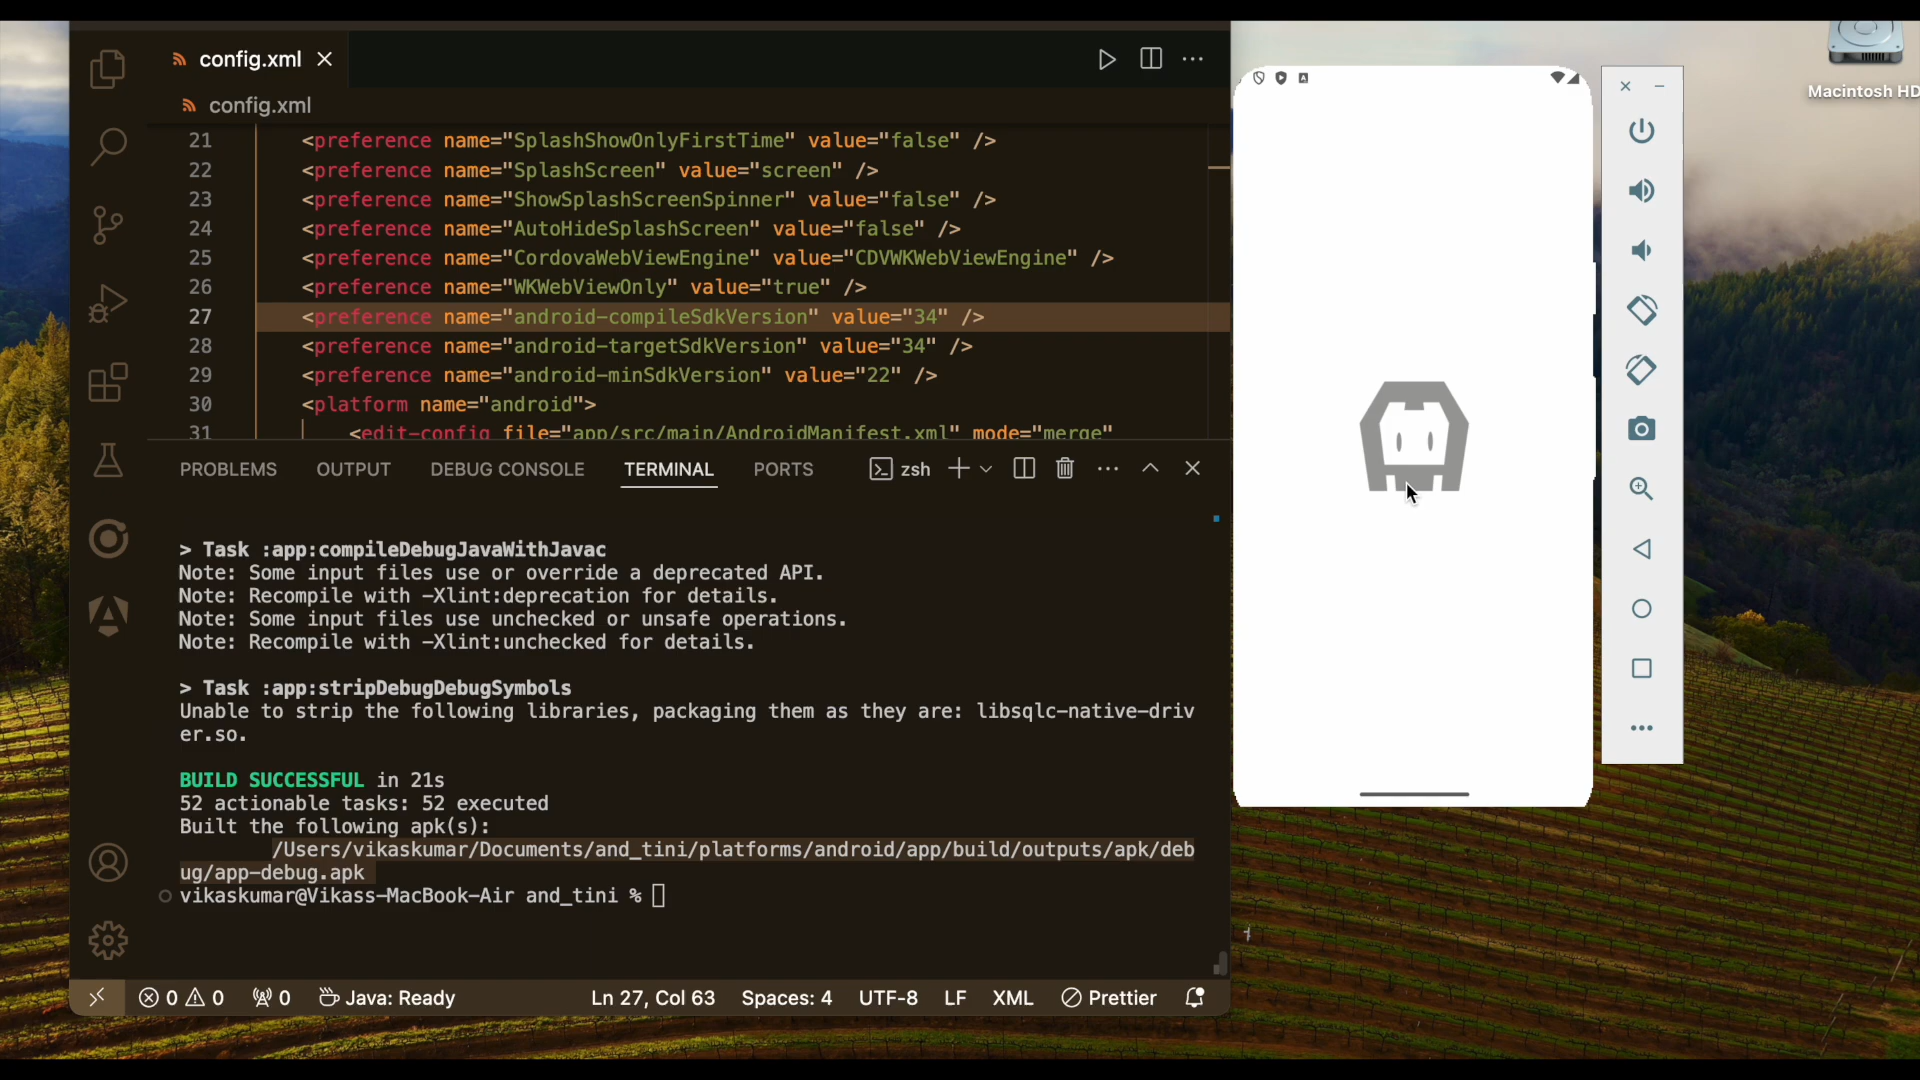 config.xml
config.xml
21 <preference name="SplashShowOnlyFirstTime" value="false" />
22 <preference name="SplashScreen" value="screen" />
23 <preference name="ShowSplashScreenSpinner" value="false" />
24 <preference name="AutoHideSplashScreen" value="false" />
25 <preference name="CordovaWebViewEngine" value="CDVWKWebViewEngine" />
26 <preference name="WKWebViewOnly" value="true" />
27 <preference name="android-compileSdkVersion" value="34" />
28 <preference name="android-targetSdkVersion" value="34" />
29 <preference name="android-minSdkVersion" value="22" />
30 <platform name="android">
31 <edit-config file="app/src/main/AndroidManifest.xml" mode="merge"
PROBLEMS OUTPUT DEBUG CONSOLE TERMINAL PORTS zsh
> Task :app:compileDebugJavaWithJavac
Note: Some input files use or override a deprecated API.
Note: Recompile with -Xlint:deprecation for details.
Note: Some input files use unchecked or unsafe operations.
Note: Recompile with -Xlint:unchecked for details.
> Task :app:stripDebugDebugSymbols
Unable to strip the following libraries, packaging them as they are: libsqlc-native-driv
er.so.
BUILD SUCCESSFUL in 21s
52 actionable tasks: 52 executed
Built the following apk(s):
/Users/vikaskumar/Documents/and_tini/platforms/android/app/build/outputs/apk/deb
ug/app-debug.apk
vikaskumar@Vikass-MacBook-Air and_tini %
0 0 0 Java: Ready Ln 27, Col 63 Spaces: 4 UTF-8 LF XML Prettier
Macintosh HD